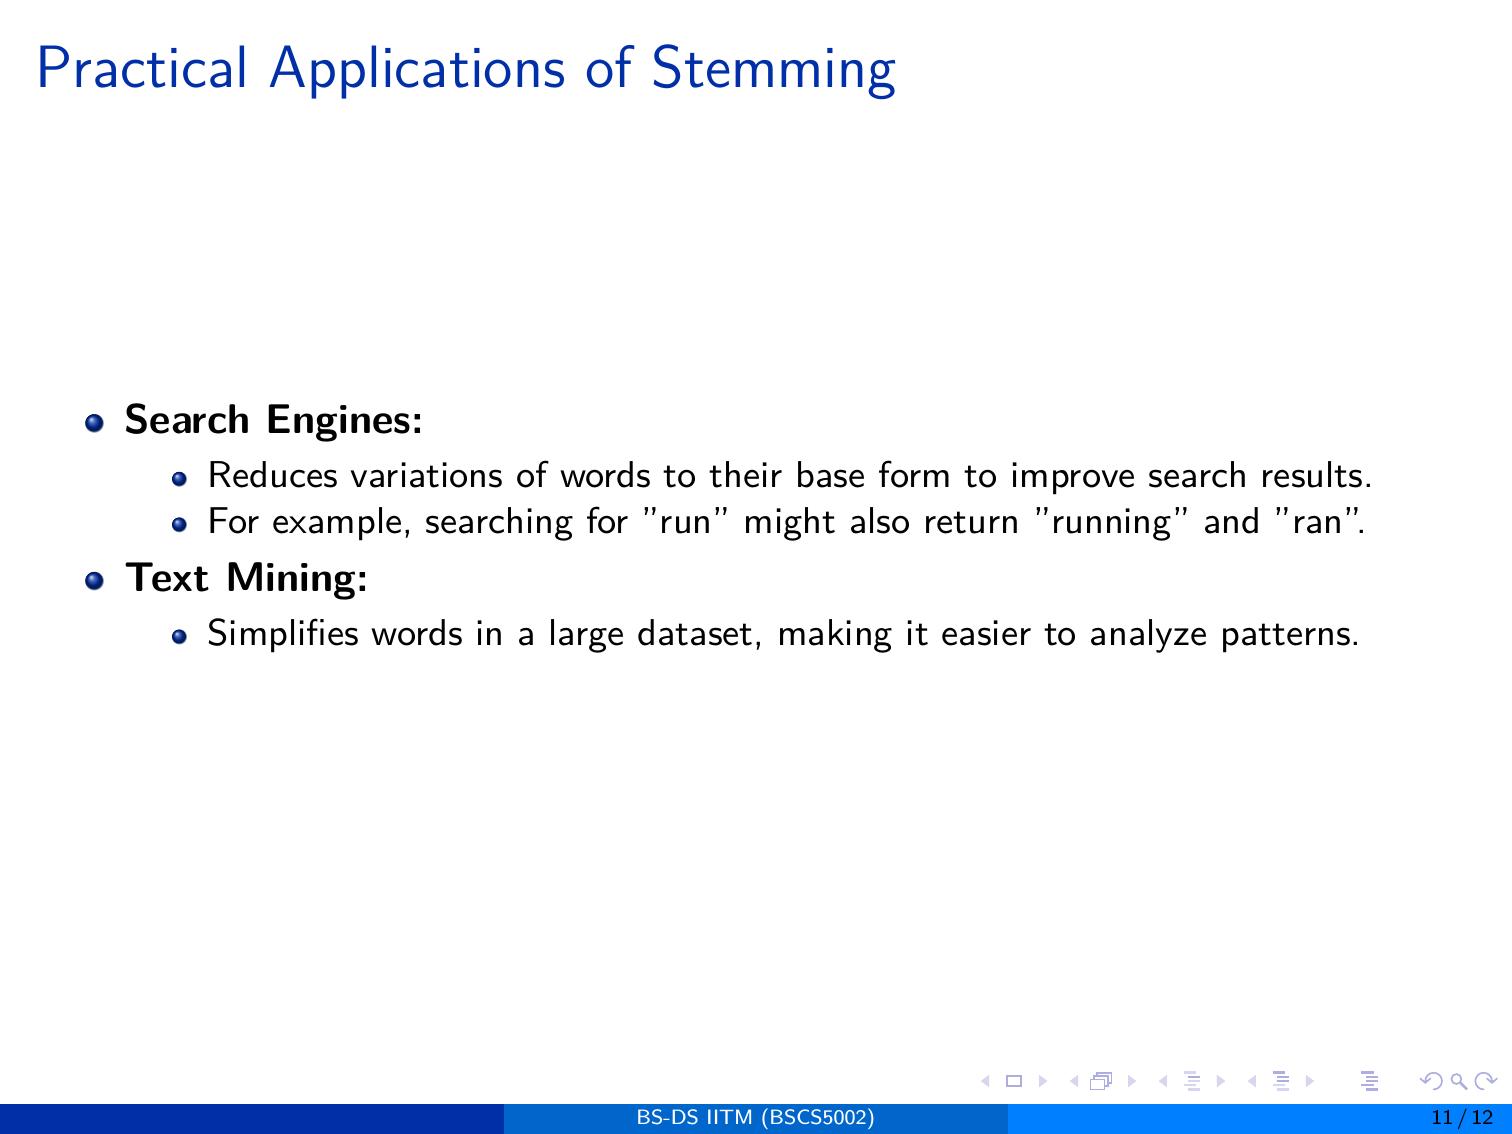 Practical Applications of Stemming
Search Engines:
Reduces variations of words to their base form to improve search results.
For example, searching for ”run” might also return ”running” and ”ran”.
Text Mining:
Simplifies words in a large dataset, making it easier to analyze patterns.
BS-DS IITM (BSCS5002)
11 / 12